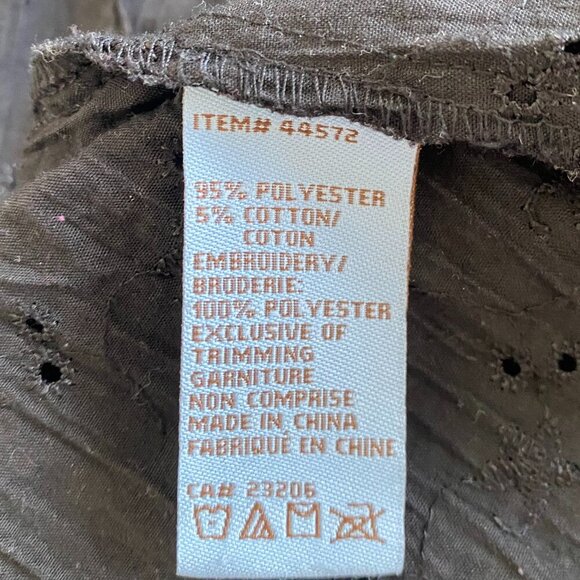 ITEM# 44572
95% POLYESTER
5% COTTON/
COTON
EMBROIDERY/
BRODERIE:
100% POLYESTER
EXCLUSIVE OF
TRIMMING
GARNITURE
NON COMPRISE
MADE IN CHINA
FABRIQUÉ EN CHINE
CA# 23206